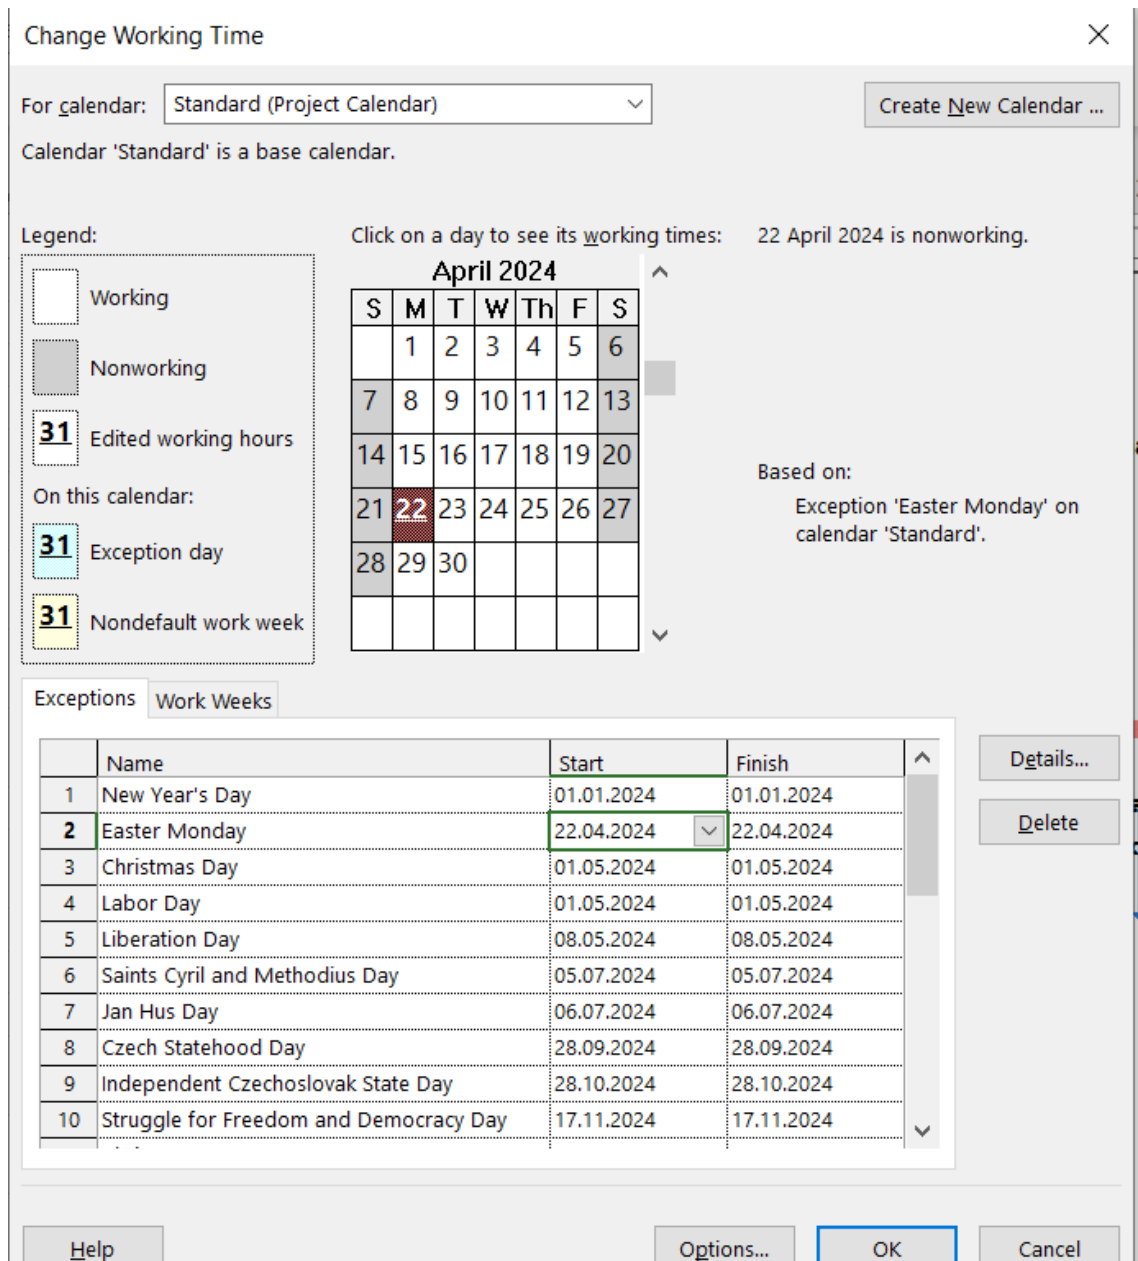 Change Working Time
For calendar: Standard (Project Calendar) Create New Calendar ...
Calendar 'Standard' is a base calendar.
Legend: Click on a day to see its working times: 22 April 2024 is nonworking.
Working
Nonworking
31 Edited working hours
On this calendar:
31 Exception day
31 Nondefault work week
April 2024
S M T W Th F S
1 2 3 4 5 6
7 8 9 10 11 12 13
14 15 16 17 18 19 20
21 22 23 24 25 26 27
28 29 30
Based on:
Exception 'Easter Monday' on
calendar 'Standard'.
Exceptions Work Weeks
Name Start Finish
1 New Year's Day 01.01.2024 01.01.2024
2 Easter Monday 22.04.2024 22.04.2024
3 Christmas Day 01.05.2024 01.05.2024
4 Labor Day 01.05.2024 01.05.2024
5 Liberation Day 08.05.2024 08.05.2024
6 Saints Cyril and Methodius Day 05.07.2024 05.07.2024
7 Jan Hus Day 06.07.2024 06.07.2024
8 Czech Statehood Day 28.09.2024 28.09.2024
9 Independent Czechoslovak State Day 28.10.2024 28.10.2024
10 Struggle for Freedom and Democracy Day 17.11.2024 17.11.2024
Details...
Delete
Help Options... OK Cancel